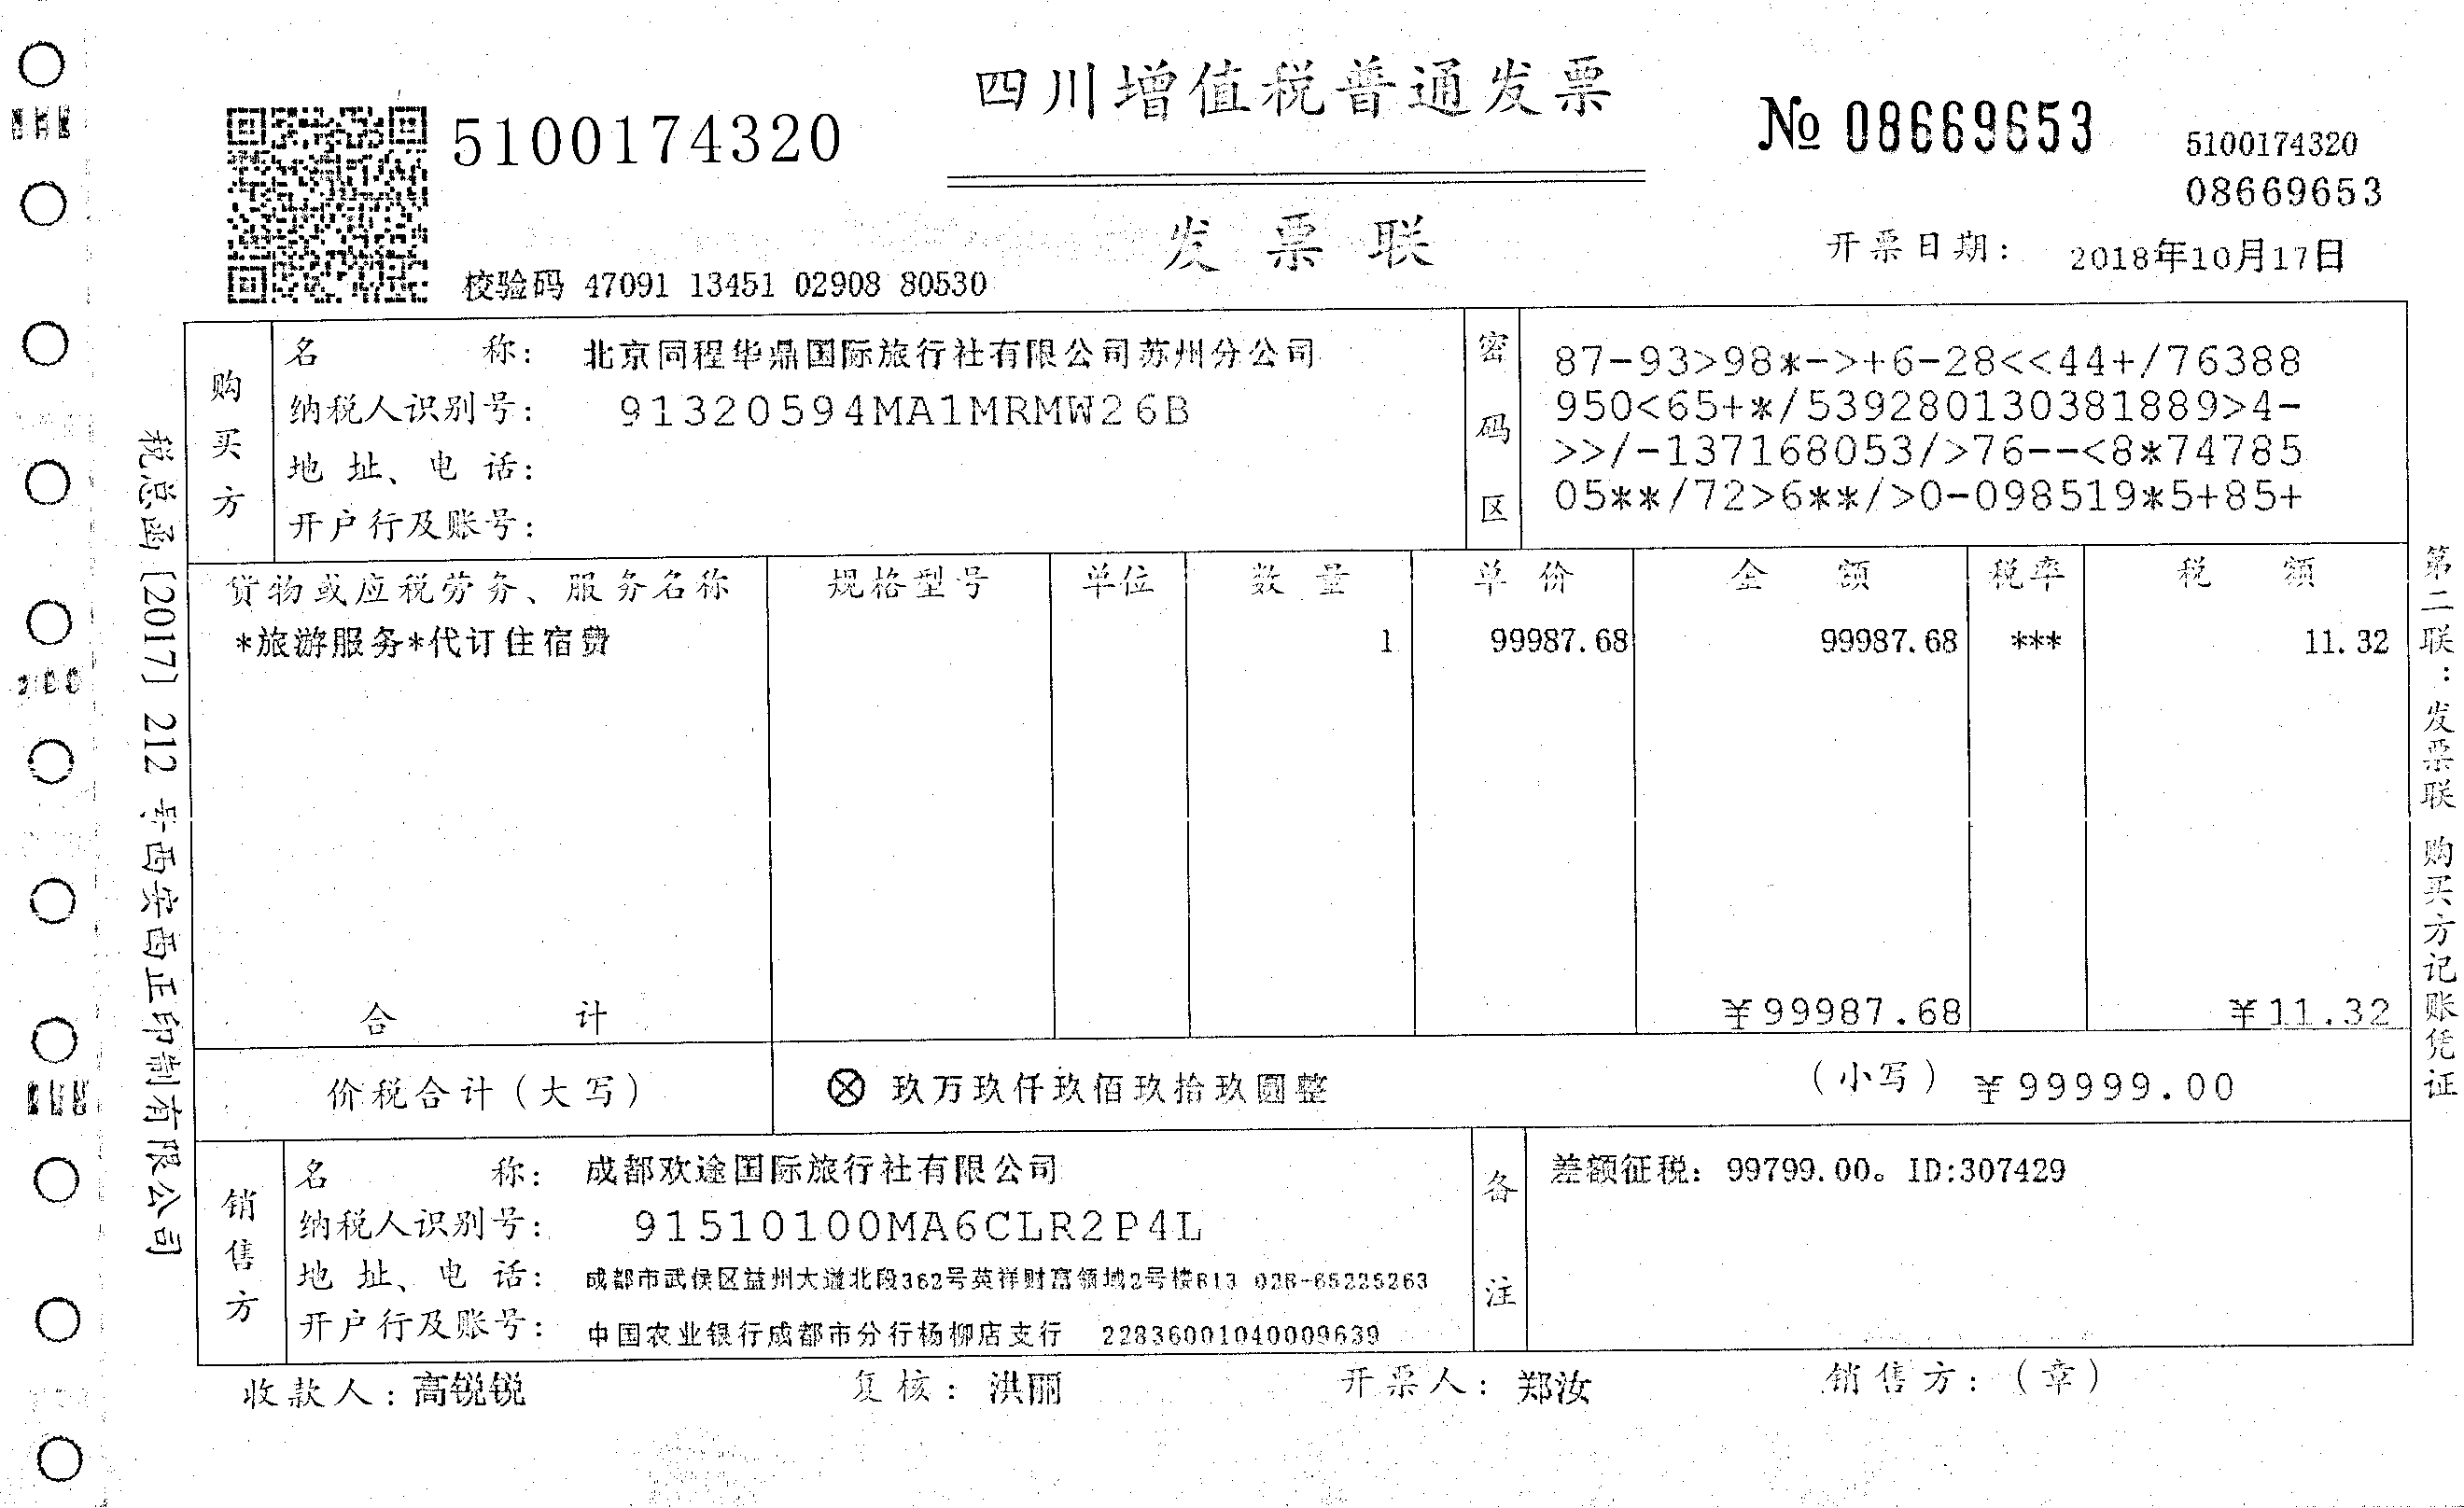 四川增值税普通发票
5100174320
№ 08669653
5100174320
08669653
发票联
开票日期： 2018年10月17日
校验码 47091 13451 02908 80530
购买方
名称： 北京同程华鼎国际旅行社有限公司苏州分公司
纳税人识别号： 91320594MA1MRMW26B
地址、电话：
开户行及账号：
密码区
87-93>98*->+6-28<<44+/76388
950<65+*/539280130381889>4-
>>/-137168053/>76--<8*74785
05**/72>6**/>0-098519*5+85+
货物或应税劳务、服务名称 规格型号 单位 数量 单价 金额 税率 税额
*旅游服务*代订住宿费 1 99987.68 99987.68 *** 11.32
合计 ¥99987.68 ¥11.32
价税合计（大写） ⊗ 玖万玖仟玖佰玖拾玖圆整 （小写） ¥99999.00
销售方
名称： 成都欢途国际旅行社有限公司
纳税人识别号： 91510100MA6CLR2P4L
地址、电话： 成都市武侯区益州大道北段362号英祥财富领域2号楼613 028-65225263
开户行及账号： 中国农业银行成都市分行杨柳店支行 22836001040009639
备注
差额征税：99799.00。ID:307429
收款人：高锐锐 复核：洪丽 开票人：郑汝 销售方：（章）
税总函〔2017〕212号西安西正印制有限公司
第二联：发票联 购买方记账凭证